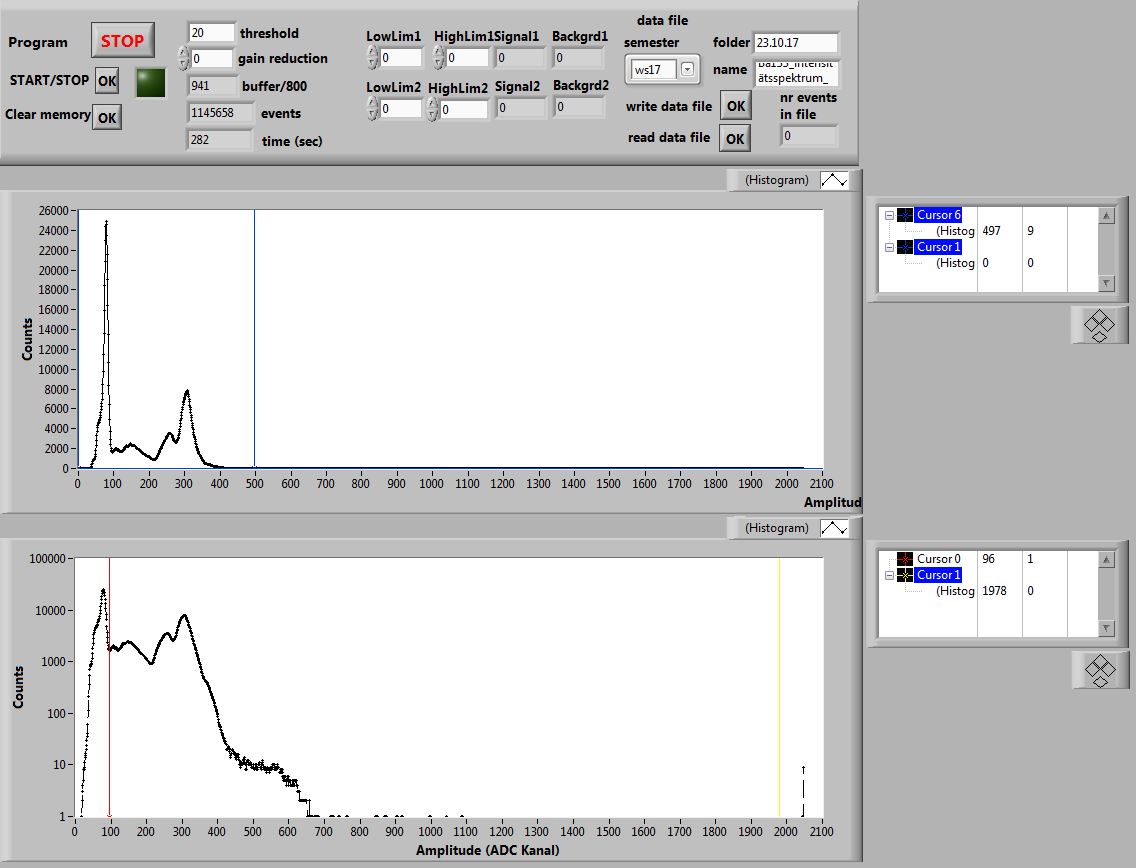 Program STOP
START/STOP OK
Clear memory OK
20 threshold
0 gain reduction
941 buffer/800
1145658 events
282 time (sec)
LowLim1 HighLim1 Signal1 Backgrd1
0 0 0 0
LowLim2 HighLim2 Signal2 Backgrd2
0 0 0 0
data file
semester folder 23.10.17
ws17 name Ba133_Intensit
ätsspektrum_
write data file OK nr events
in file
read data file OK 0
(Histogram)
26000
24000
22000
20000
18000
16000
14000
12000
10000
8000
6000
4000
2000
0
Counts
0 100 200 300 400 500 600 700 800 900 1000 1100 1200 1300 1400 1500 1600 1700 1800 1900 2000 2100
Amplitud
Cursor 6
(Histog 497 9
Cursor 1
(Histog 0 0
(Histogram)
100000
10000
1000
100
10
1
Counts
0 100 200 300 400 500 600 700 800 900 1000 1100 1200 1300 1400 1500 1600 1700 1800 1900 2000 2100
Amplitude (ADC Kanal)
Cursor 0 96 1
Cursor 1
(Histog 1978 0